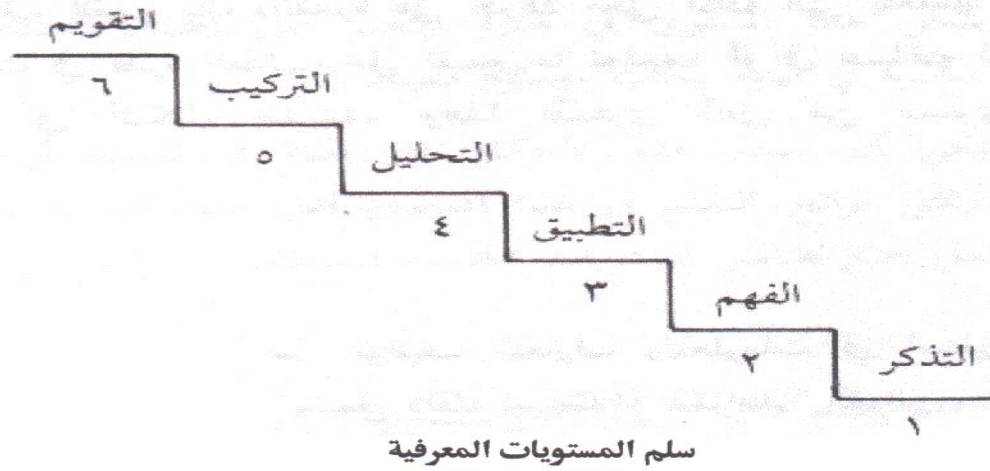 التقويم
٦
التركيب
٥
التحليل
٤
التطبيق
٣
الفهم
٢
التذكر
١
سلم المستويات المعرفية